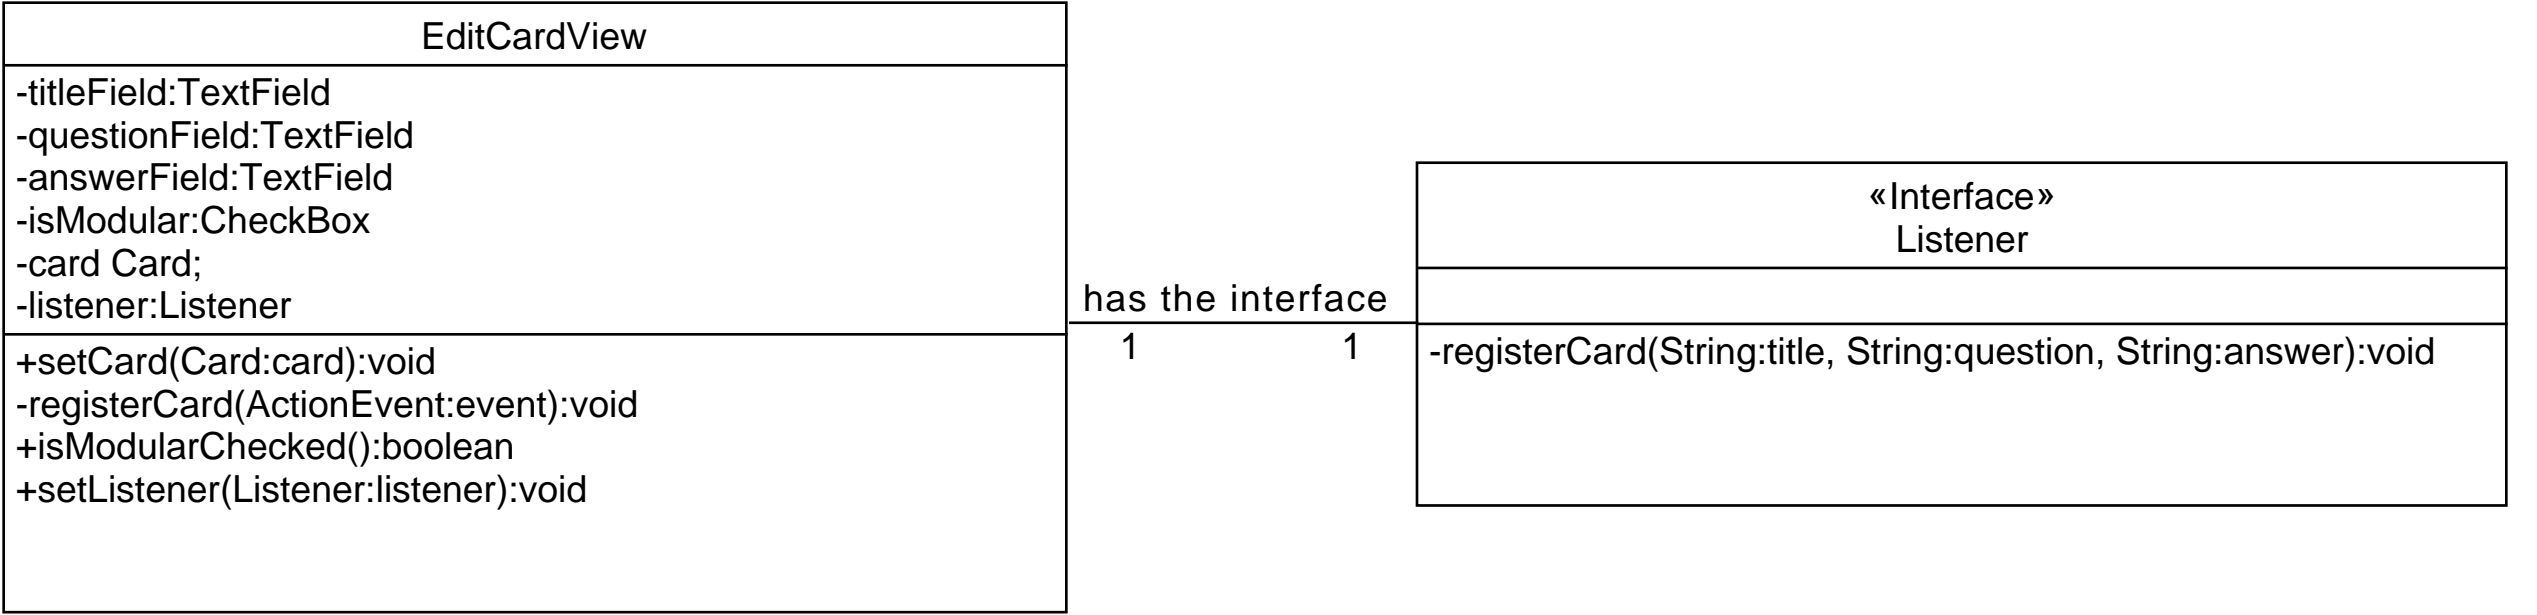 EditCardView
-titleField:TextField
-questionField:TextField
-answerField:TextField
-isModular:CheckBox
-card Card;
-listener:Listener
+setCard(Card:card):void
-registerCard(ActionEvent:event):void
+isModularChecked():boolean
+setListener(Listener:listener):void
has the interface
1 1
«Interface»
Listener
-registerCard(String:title, String:question, String:answer):void